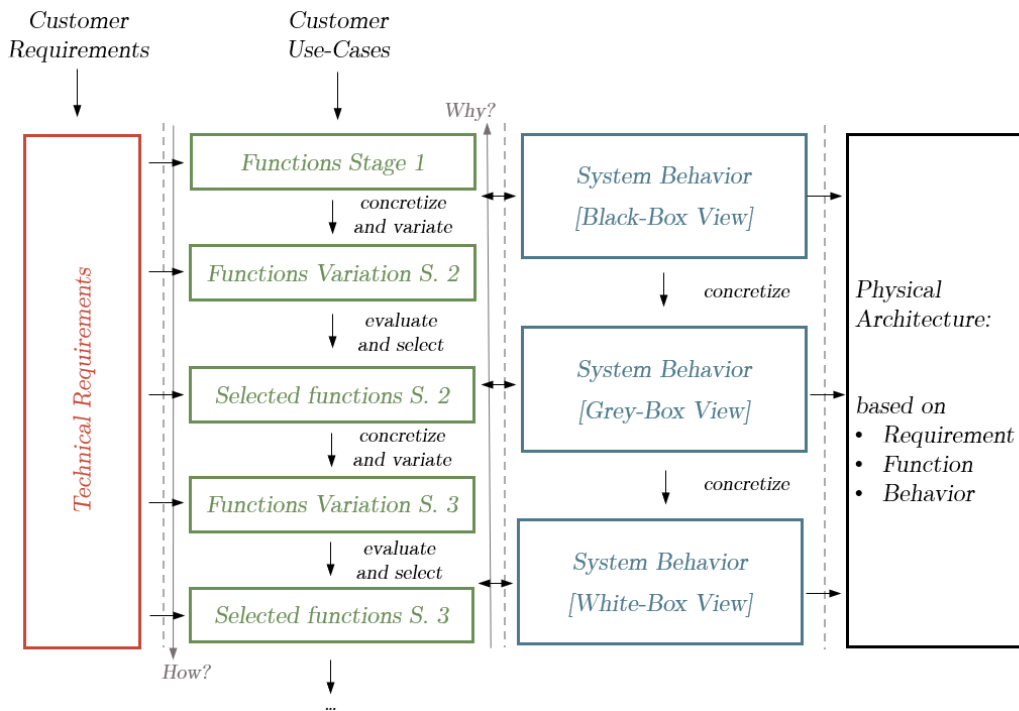 Customer
Requirements
Customer
Use-Cases
Why?
Technical Requirements
Functions Stage 1
concretize
and variate
Functions Variation S. 2
evaluate
and select
Selected functions S. 2
concretize
and variate
Functions Variation S. 3
evaluate
and select
Selected functions S. 3
How?
...
System Behavior
[Black-Box View]
concretize
System Behavior
[Grey-Box View]
concretize
System Behavior
[White-Box View]
Physical
Architecture:
based on
• Requirement
• Function
• Behavior